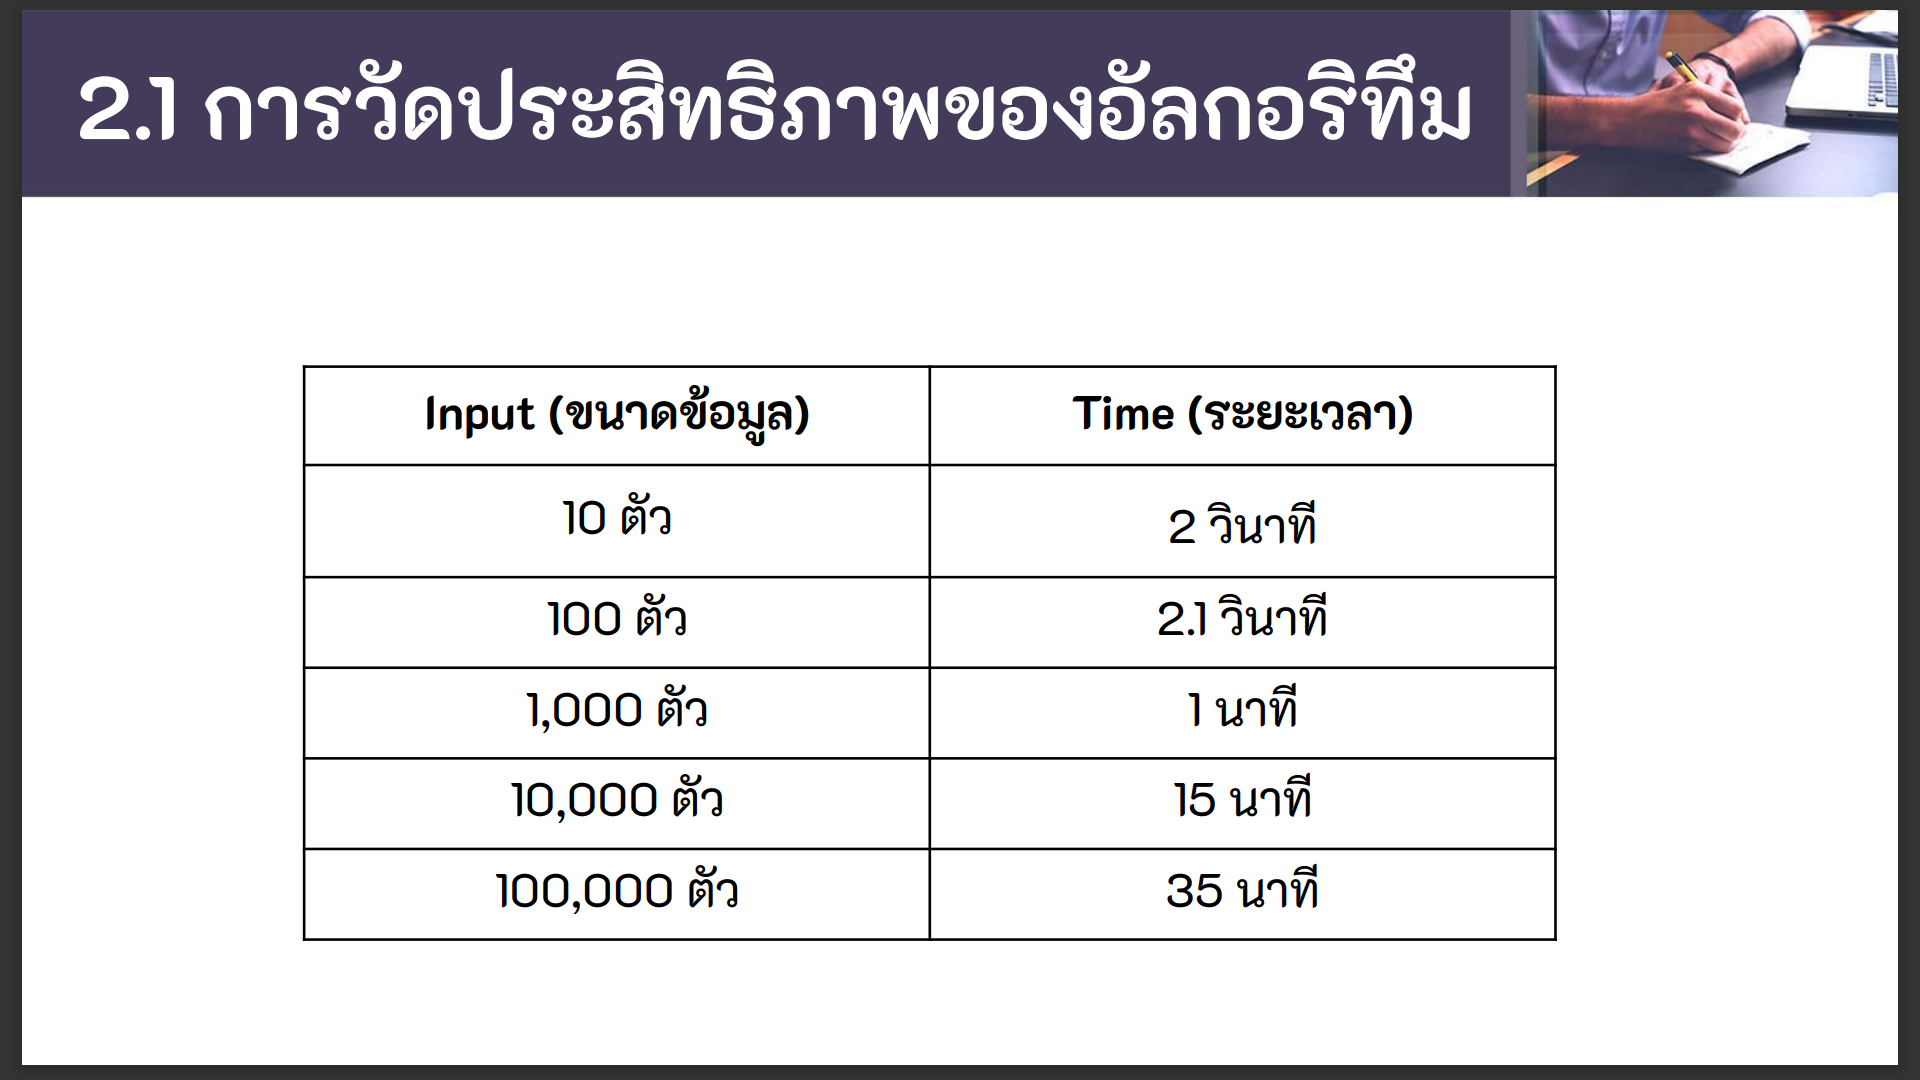 2.1 การวัดประสิทธิภาพของอัลกอริทึม
Input (ขนาดข้อมูล) Time (ระยะเวลา)
10 ตัว 2 วินาที
100 ตัว 2.1 วินาที
1,000 ตัว 1 นาที
10,000 ตัว 15 นาที
100,000 ตัว 35 นาที